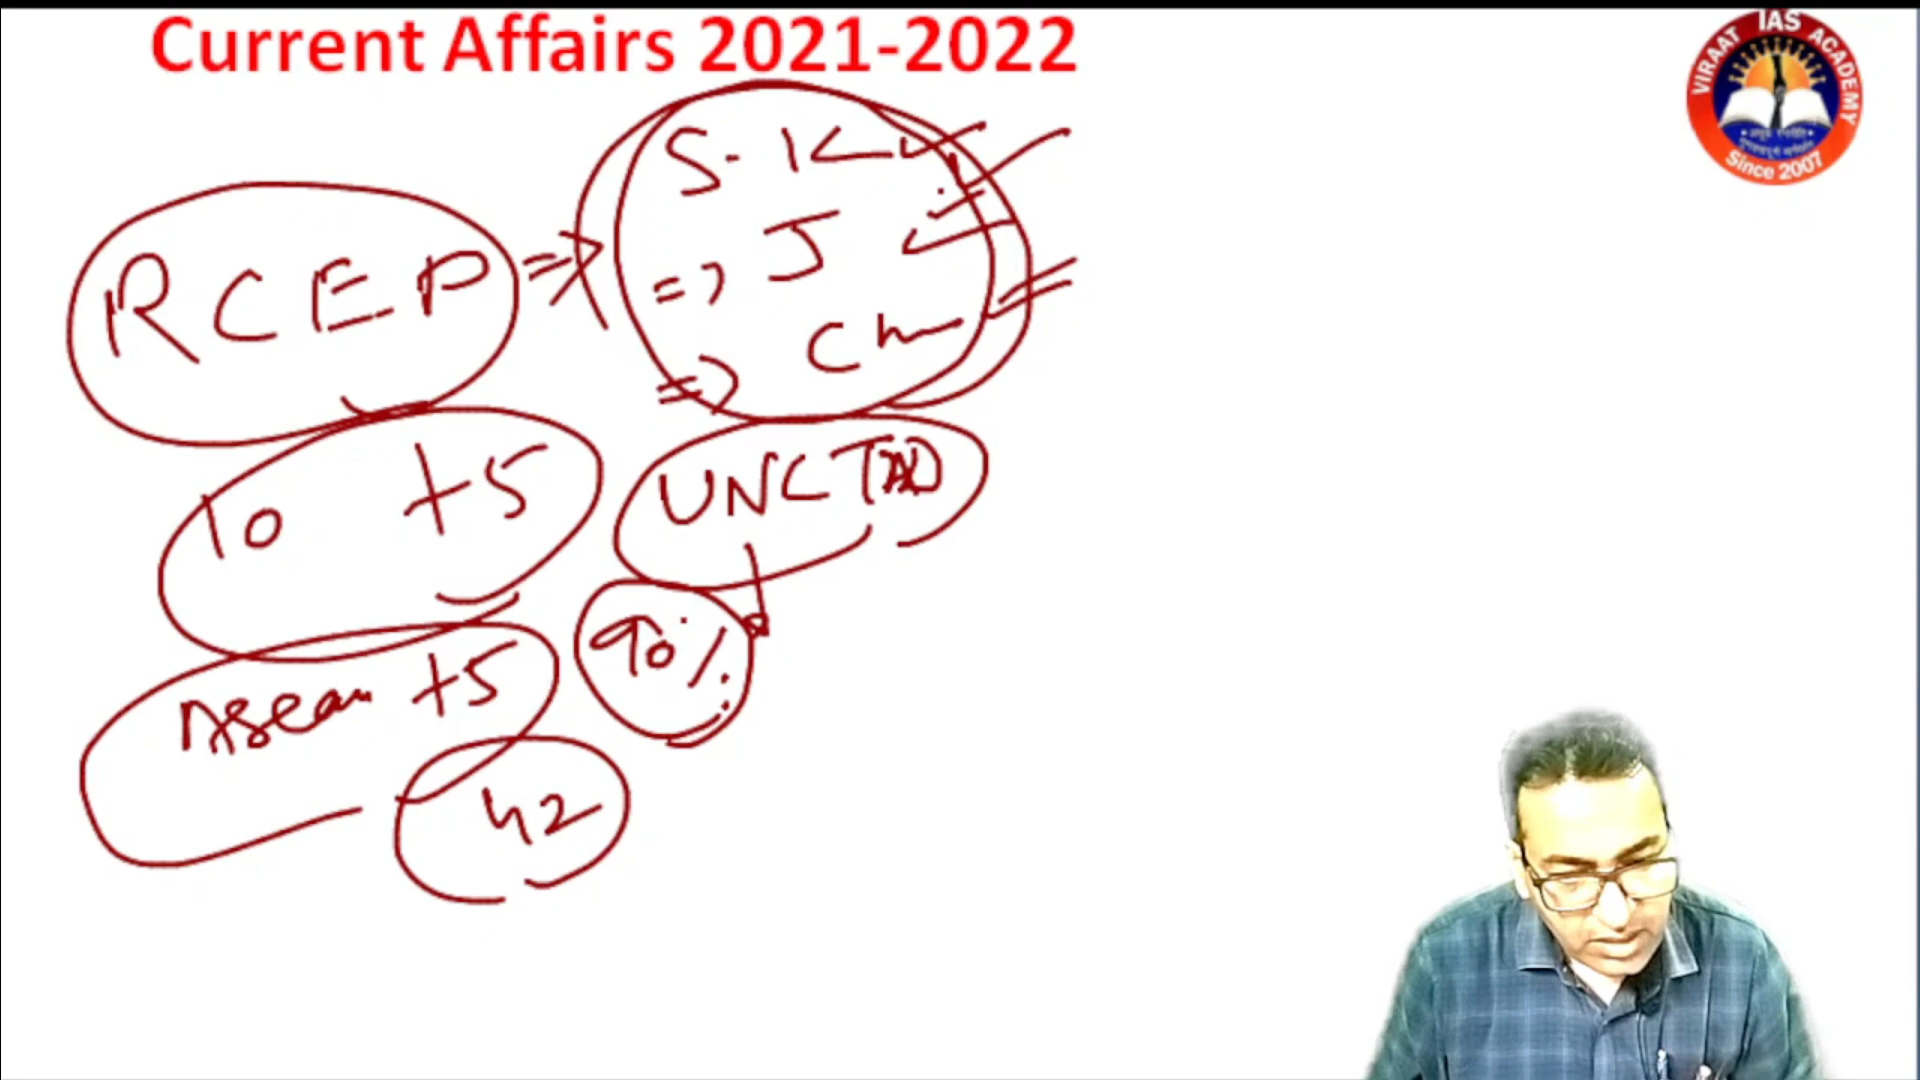 Current Affairs 2021-2022
VIRAAT IAS ACADEMY
Since 2007
RCEP =>
S-K
=> J
Ch
=>
10 +5
UNCTAD
Asean +5
90%
42